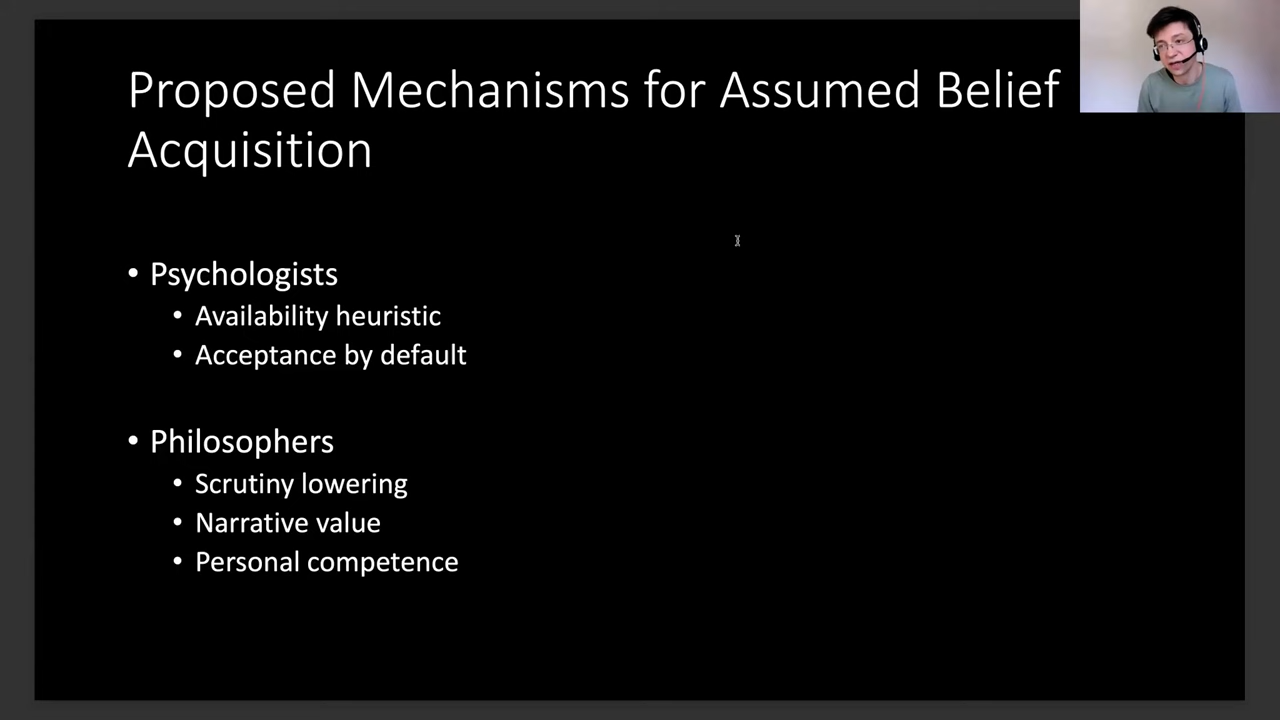 Proposed Mechanisms for Assumed Belief
Acquisition
• Psychologists
• Availability heuristic
• Acceptance by default
• Philosophers
• Scrutiny lowering
• Narrative value
• Personal competence